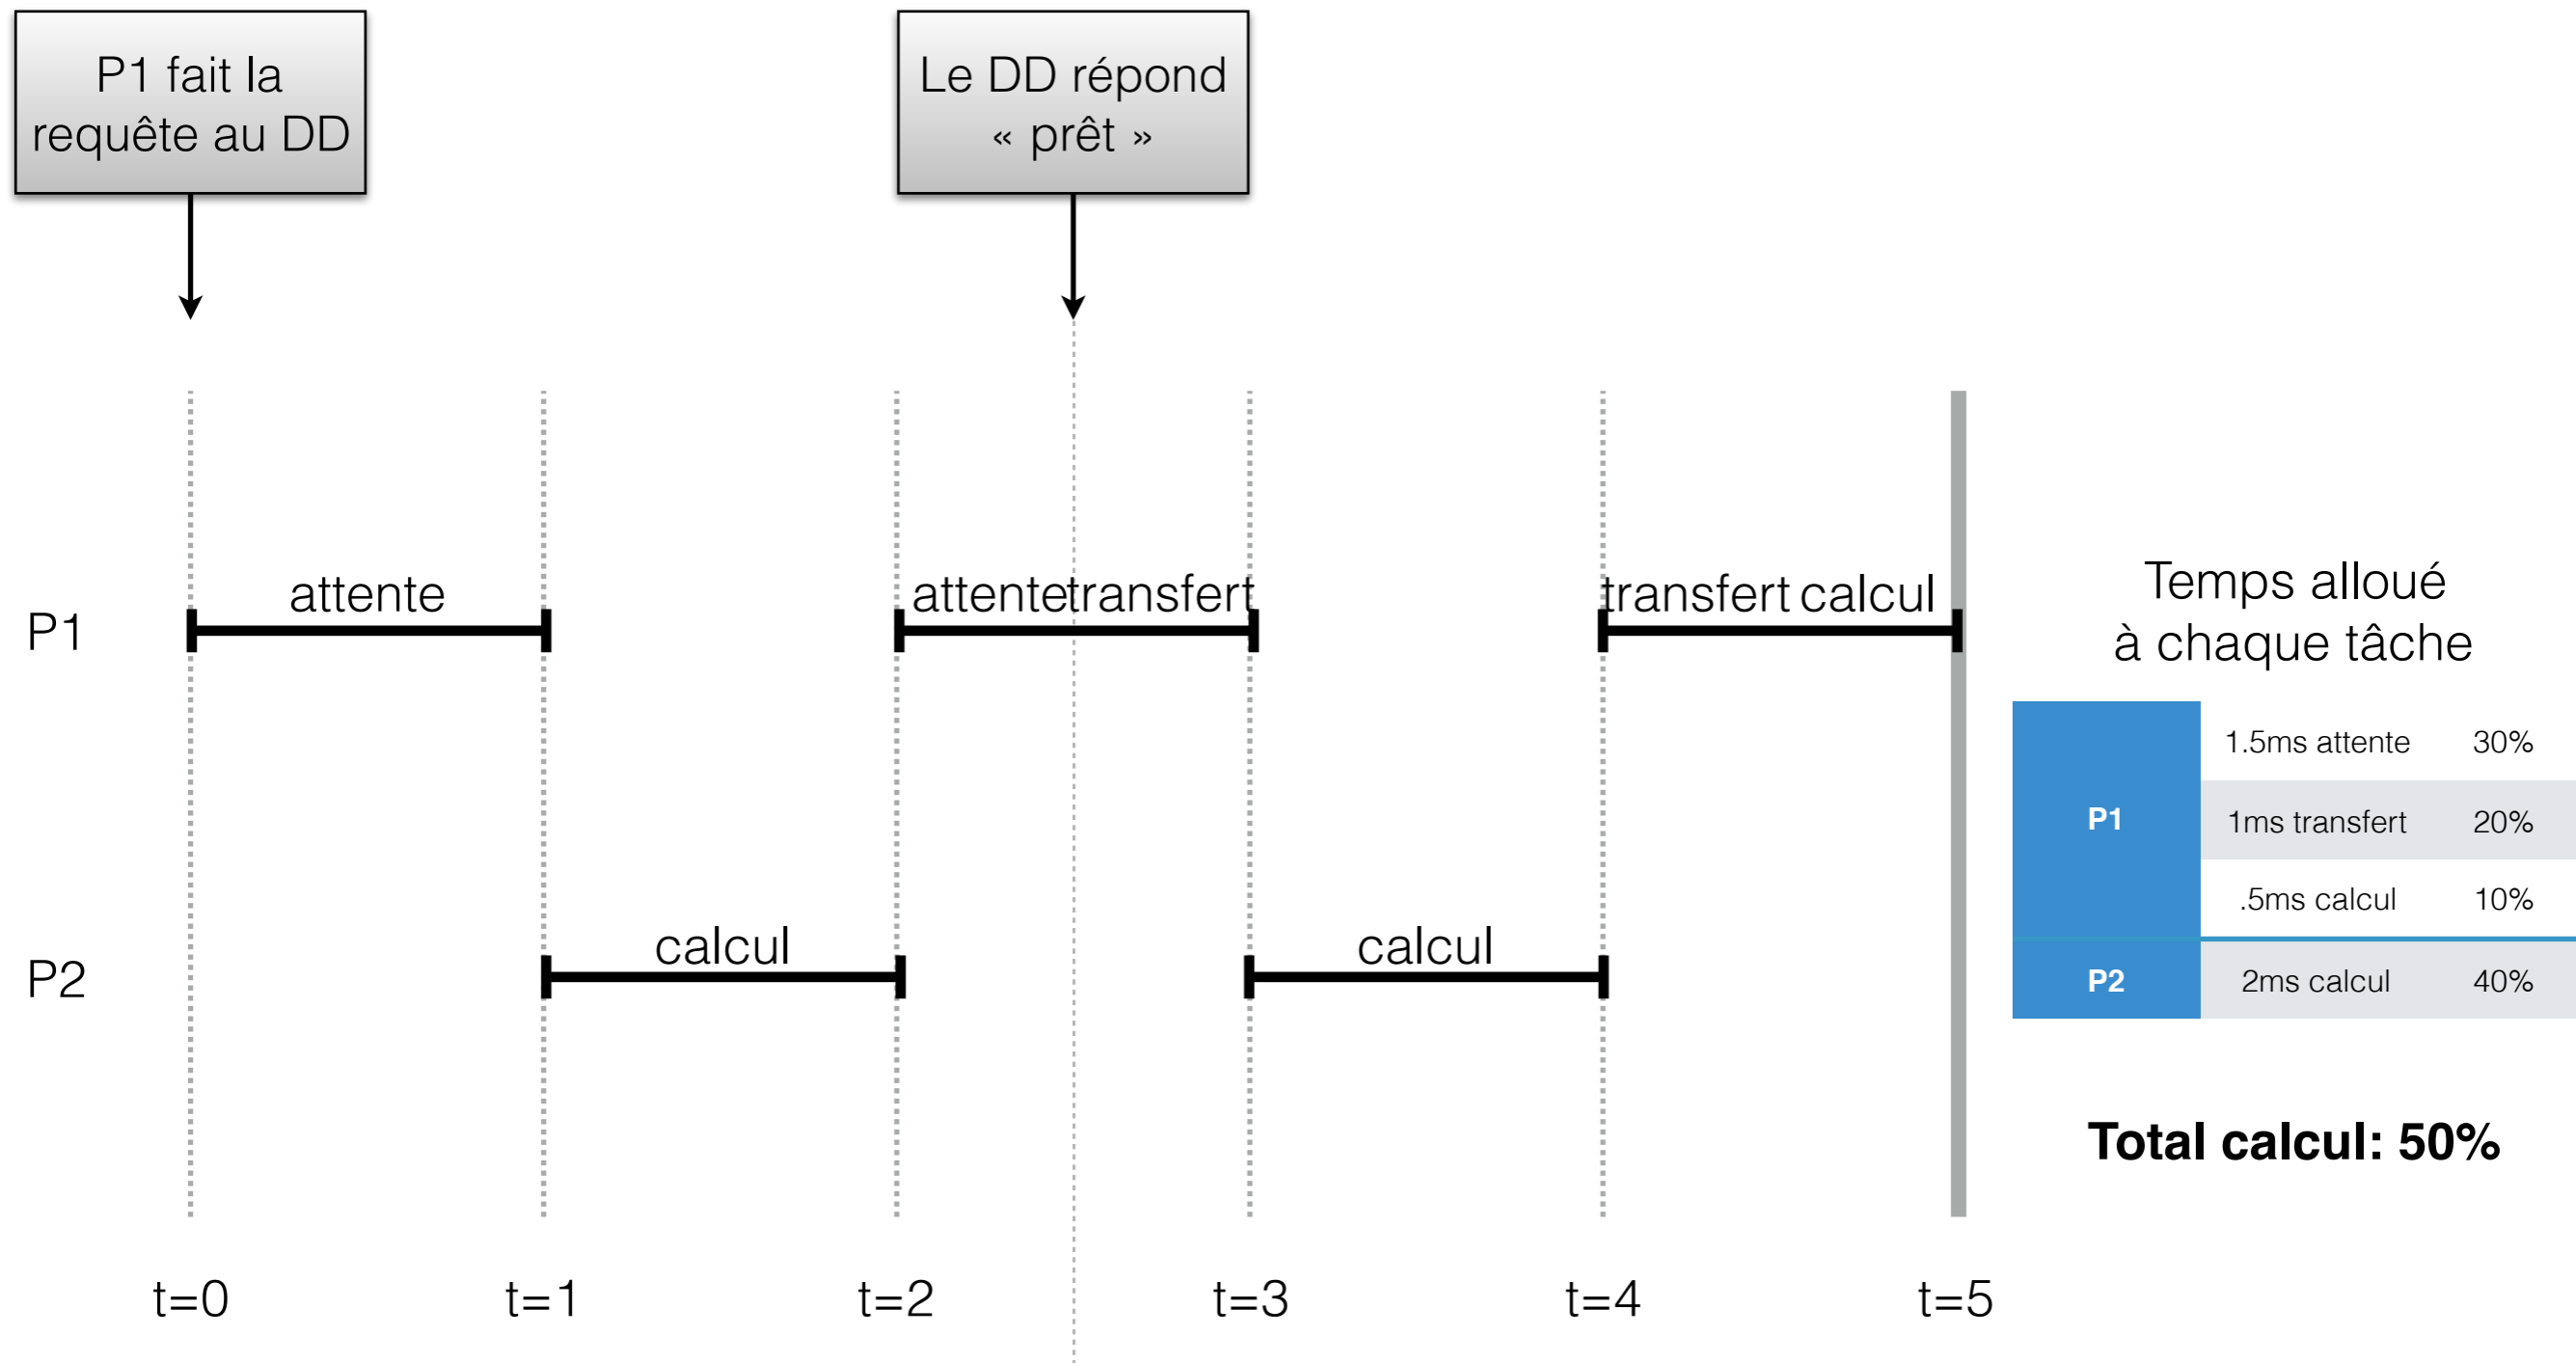 P1 fait la
requête au DD
Le DD répond
« prêt »
P1
attente
attente
transfert
transfert
calcul
P2
calcul
calcul
t=0
t=1
t=2
t=3
t=4
t=5
Temps alloué
à chaque tâche
P1
1.5ms attente 30%
1ms transfert 20%
.5ms calcul 10%
P2 2ms calcul 40%
Total calcul: 50%